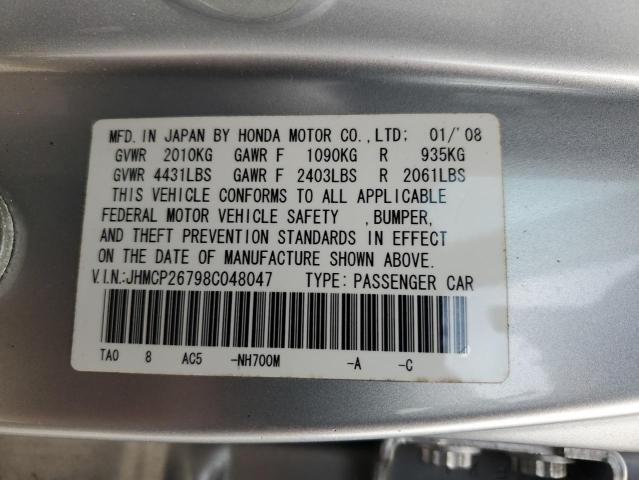 MFD. IN JAPAN BY HONDA MOTOR CO.,LTD: 01/'08
GVWR 2010KG GAWR F 1090KG R 935KG
GVWR 4431LBS GAWR F 2403LBS R 2061LBS
THIS VEHICLE CONFORMS TO ALL APPLICABLE
FEDERAL MOTOR VEHICLE SAFETY ,BUMPER,
AND THEFT PREVENTION STANDARDS IN EFFECT
ON THE DATE OF MANUFACTURE SHOWN ABOVE.
V.I.N:JHMCP26798C048047 TYPE: PASSENGER CAR
TA0 8 AC5 -NH700M -A -C